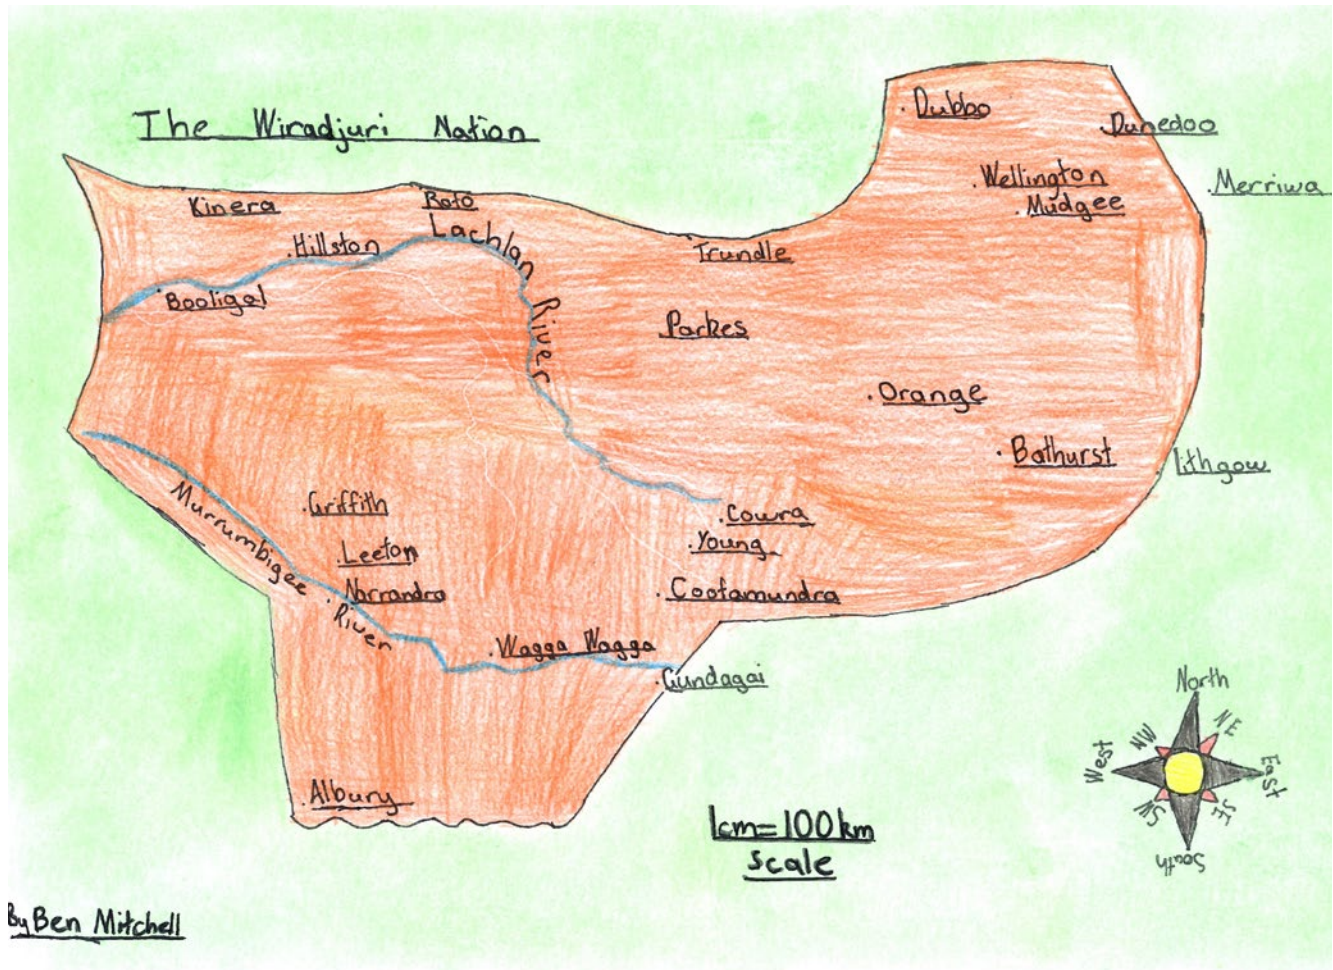 The Wiradjuri Nation
Dubbo
Dunedoo
Wellington
Merriwa
Mudgee
Kinera
Roto
Lachlan River
Hillston
Trundle
Booligal
Parkes
Orange
Bathurst
Lithgow
Murrumbigee River
Griffith
Cowra
Young
Leeton
Narrandra
Cootamundra
Wagga Wagga
Gundagai
Albury
North
NE
East
SE
South
SW
West
NW
1cm=100km
scale
By Ben Mitchell